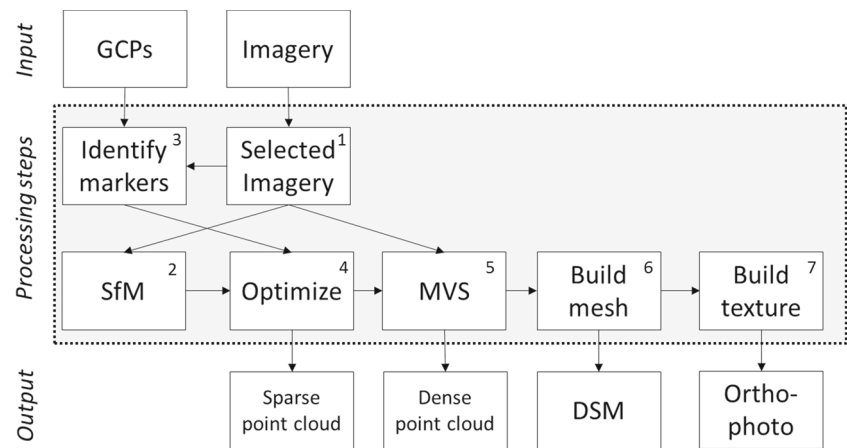 Input
GCPs
Imagery
Processing steps
Identify 3
markers
Selected 1
Imagery
SfM 2
Optimize 4
MVS 5
Build 6
mesh
Build 7
texture
Output
Sparse
point cloud
Dense
point cloud
DSM
Ortho-
photo